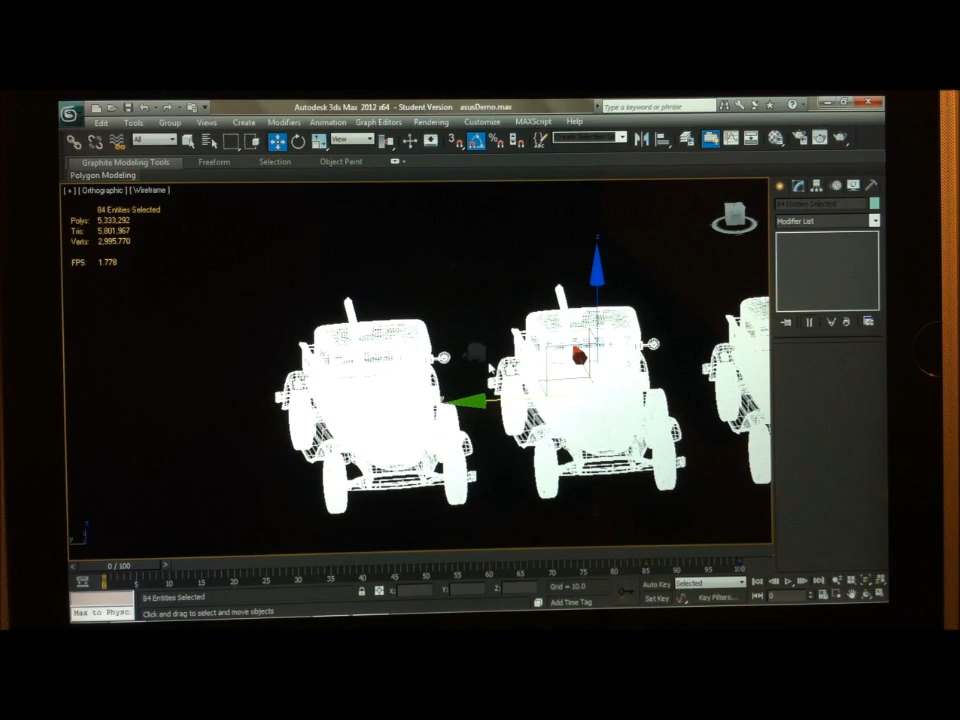 Autodesk 3ds Max 2012 x64 - Student Version asusDemo.max
Type a keyword or phrase
Edit Tools Group Views Create Modifiers Animation Graph Editors Rendering Customize MAXScript Help
All
View
Graphite Modeling Tools Freeform Selection Object Paint
Polygon Modeling
[ + ] [ Orthographic ] [ Wireframe ]
84 Entities Selected
Polys: 5,333,292
Tris: 5,801,967
Verts: 2,995,770
FPS: 1.778
84 Entities Selected
Modifier List
0 / 100
5 10 15 20 25 30 35 40 45 50 55 60 65 70 75 80 85 90 95 100
84 Entities Selected
X: Y: Z: Grid = 10.0
Auto Key Selected
Max to Physc
Click and drag to select and move objects
Add Time Tag
Set Key Key Filters...
0